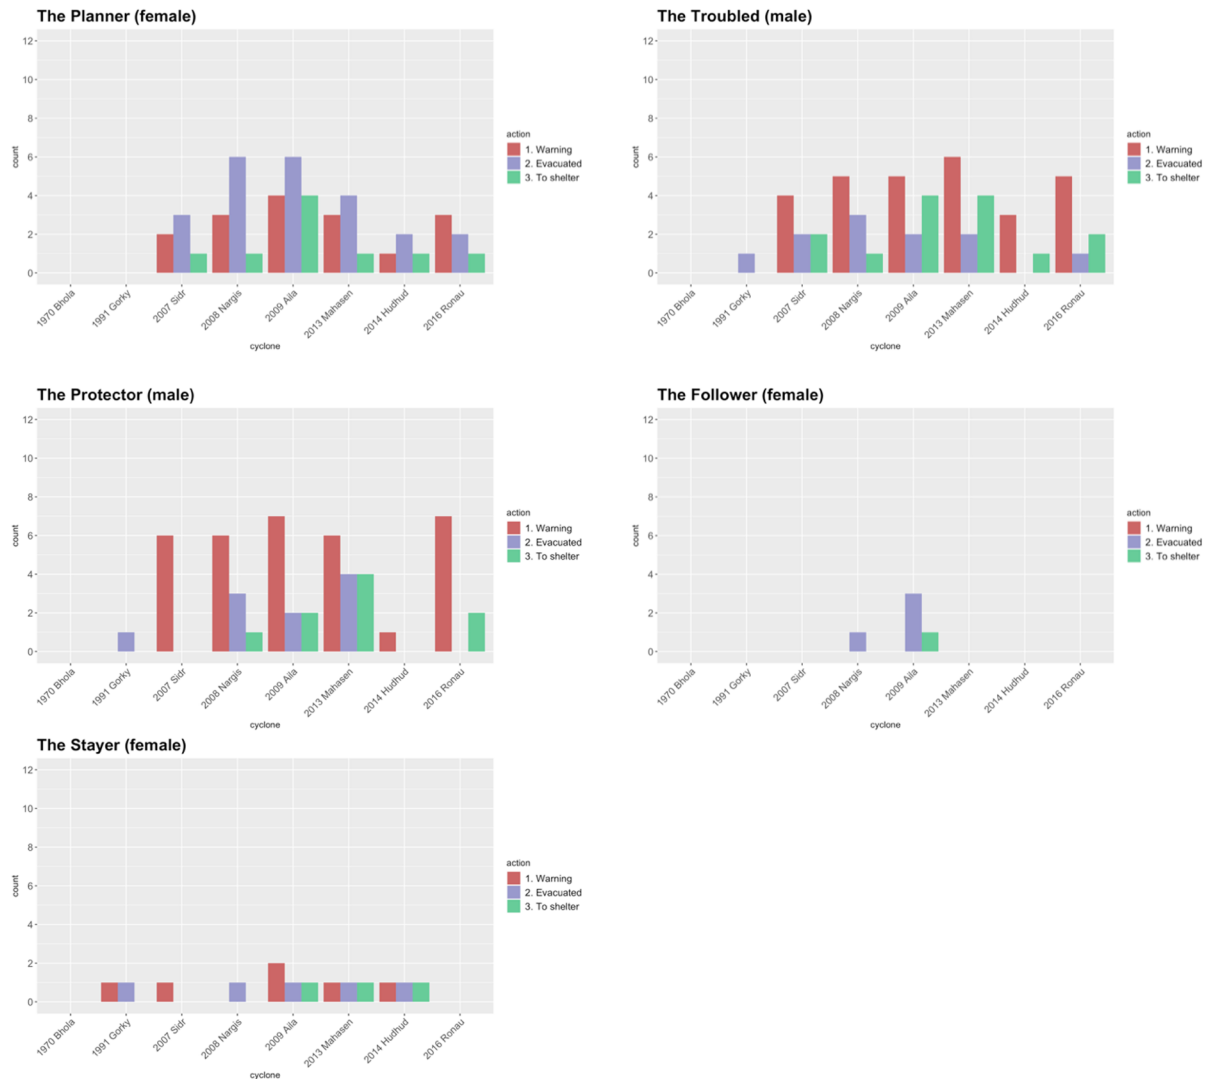 The Planner (female)
12
10
8
6
4
2
0
count
1970 Bhola
1991 Gorky
2007 Sidr
2008 Nargis
2009 Aila
2013 Mahasen
2014 Hudhud
2016 Ronau
cyclone
action
1. Warning
2. Evacuated
3. To shelter
The Troubled (male)
12
10
8
6
4
2
0
count
1970 Bhola
1991 Gorky
2007 Sidr
2008 Nargis
2009 Aila
2013 Mahasen
2014 Hudhud
2016 Ronau
cyclone
action
1. Warning
2. Evacuated
3. To shelter
The Protector (male)
12
10
8
6
4
2
0
count
1970 Bhola
1991 Gorky
2007 Sidr
2008 Nargis
2009 Aila
2013 Mahasen
2014 Hudhud
2016 Ronau
cyclone
action
1. Warning
2. Evacuated
3. To shelter
The Follower (female)
12
10
8
6
4
2
0
count
1970 Bhola
1991 Gorky
2007 Sidr
2008 Nargis
2009 Aila
2013 Mahasen
2014 Hudhud
2016 Ronau
cyclone
action
1. Warning
2. Evacuated
3. To shelter
The Stayer (female)
12
10
8
6
4
2
0
count
1970 Bhola
1991 Gorky
2007 Sidr
2008 Nargis
2009 Aila
2013 Mahasen
2014 Hudhud
2016 Ronau
cyclone
action
1. Warning
2. Evacuated
3. To shelter